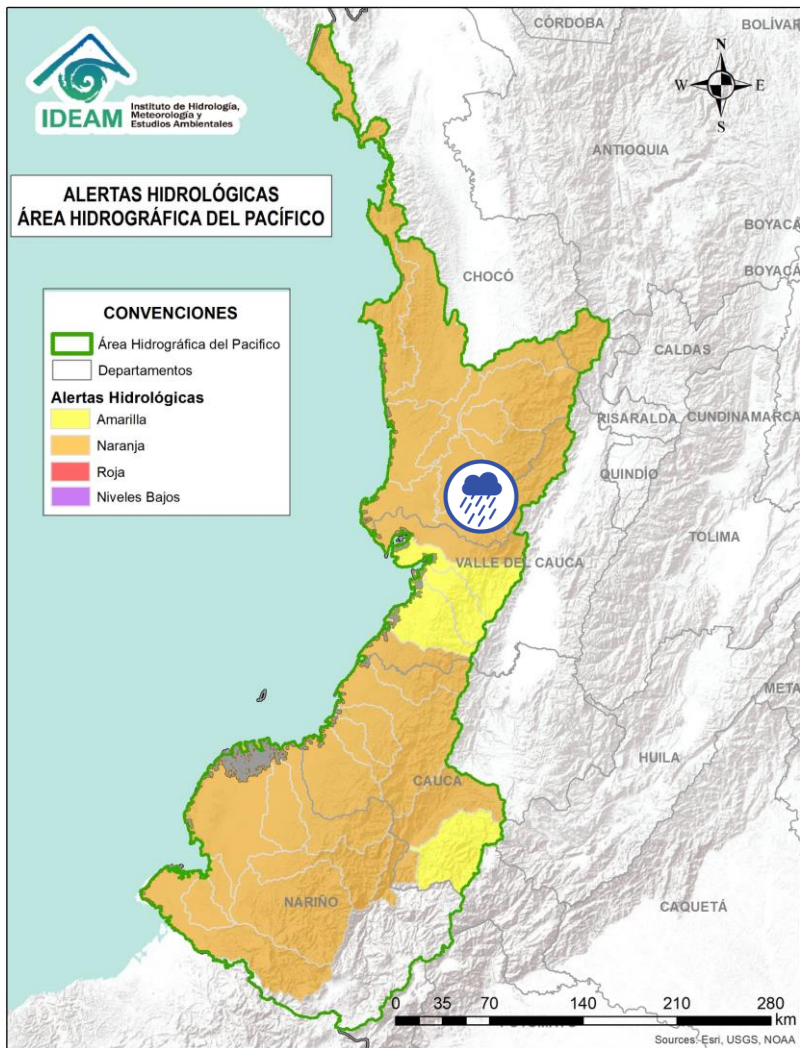 IDEAM
Instituto de Hidrología,
Meteorología y
Estudios Ambientales
ALERTAS HIDROLÓGICAS
ÁREA HIDROGRÁFICA DEL PACÍFICO
CONVENCIONES
Área Hidrográfica del Pacifico
Departamentos
Alertas Hidrológicas
Amarilla
Naranja
Roja
Niveles Bajos
N
W
E
S
CÓRDOBA
BOLÍVAR
ANTIOQUIA
BOYACÁ
BOYACÁ
CHOCÓ
CALDAS
RISARALDA
CUNDINAMARCA
QUINDÍO
TOLIMA
VALLE DEL CAUCA
META
HUILA
CAUCA
NARIÑO
CAQUETÁ
0 35 70 140 210 280
km
Sources: Esri, USGS, NOAA